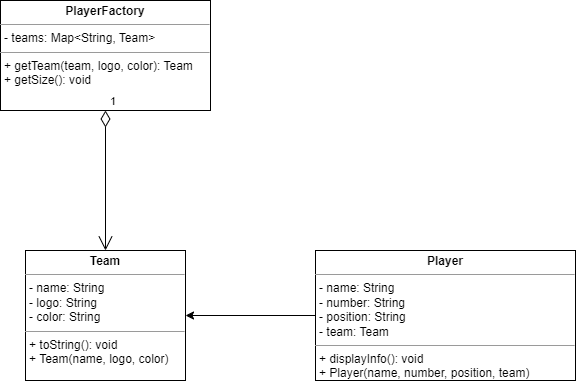 PlayerFactory
- teams: Map<String, Team>
+ getTeam(team, logo, color): Team
+ getSize(): void
1
Team
- name: String
- logo: String
- color: String
+ toString(): void
+ Team(name, logo, color)
Player
- name: String
- number: String
- position: String
- team: Team
+ displayInfo(): void
+ Player(name, number, position, team)